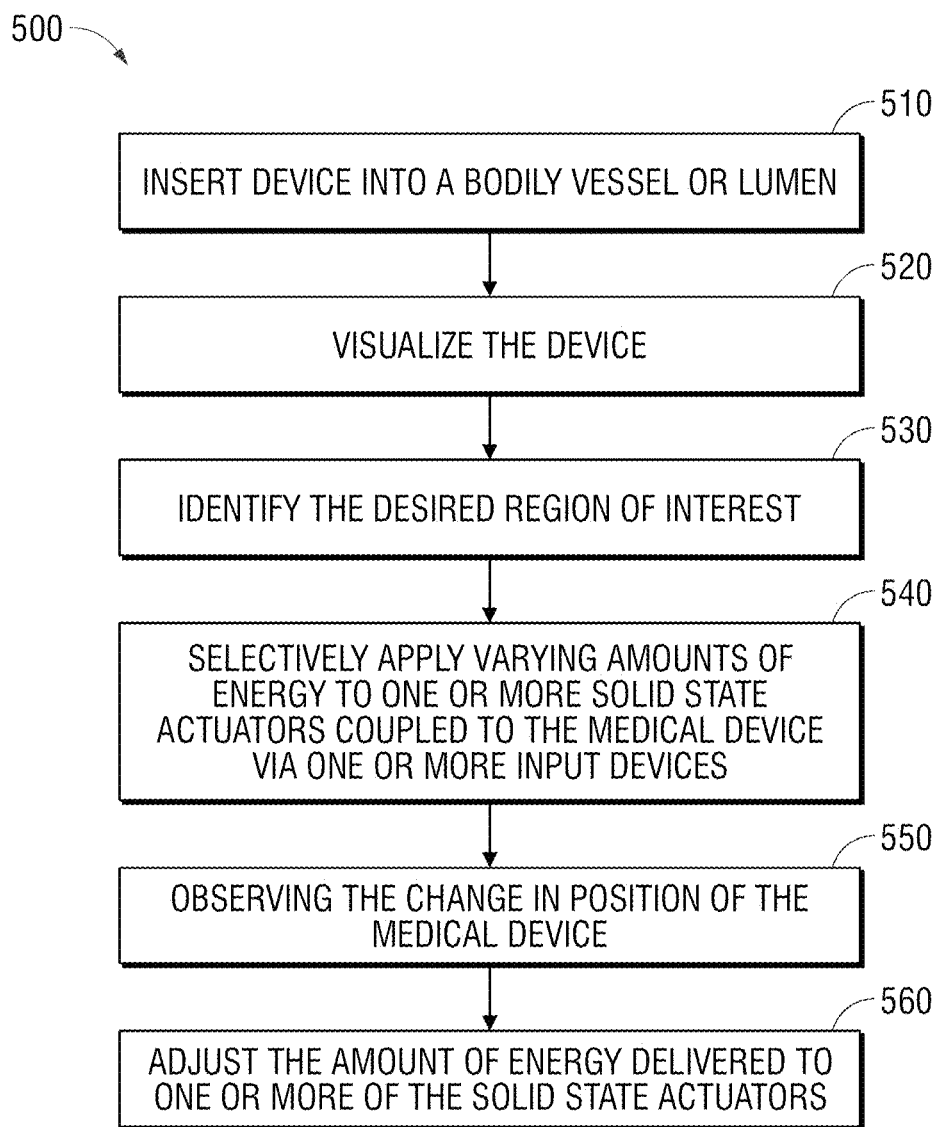 500
510
INSERT DEVICE INTO A BODILY VESSEL OR LUMEN
520
VISUALIZE THE DEVICE
530
IDENTIFY THE DESIRED REGION OF INTEREST
540
SELECTIVELY APPLY VARYING AMOUNTS OF
ENERGY TO ONE OR MORE SOLID STATE
ACTUATORS COUPLED TO THE MEDICAL DEVICE
VIA ONE OR MORE INPUT DEVICES
550
OBSERVING THE CHANGE IN POSITION OF THE
MEDICAL DEVICE
560
ADJUST THE AMOUNT OF ENERGY DELIVERED TO
ONE OR MORE OF THE SOLID STATE ACTUATORS